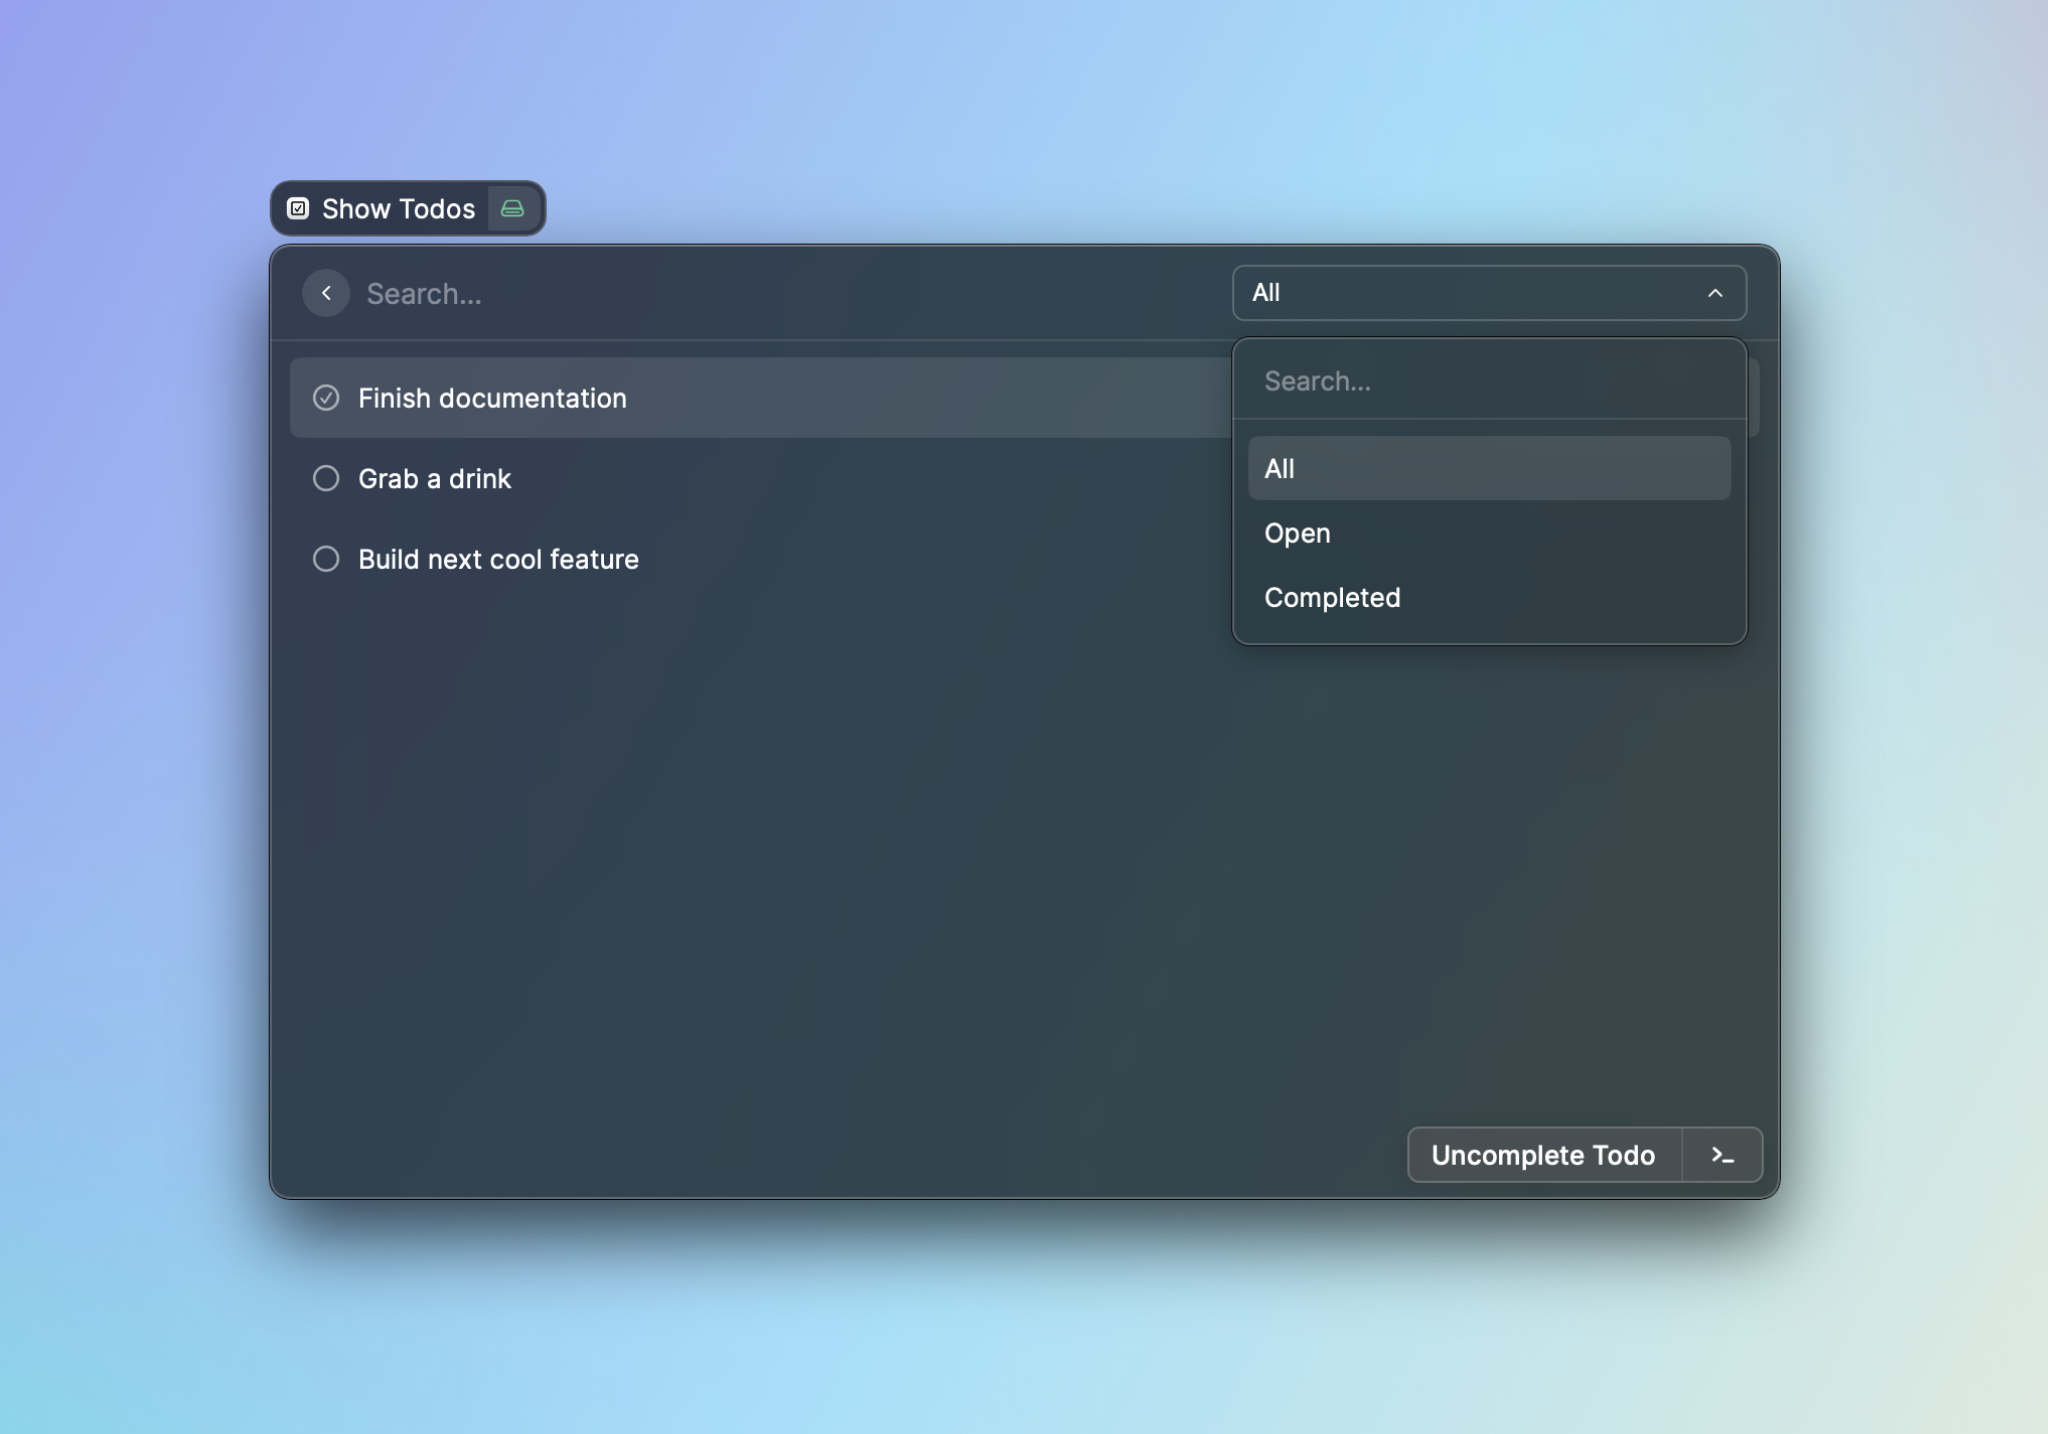 Show Todos
Search...
All
Search...
Finish documentation
All
Grab a drink
Open
Build next cool feature
Completed
Uncomplete Todo